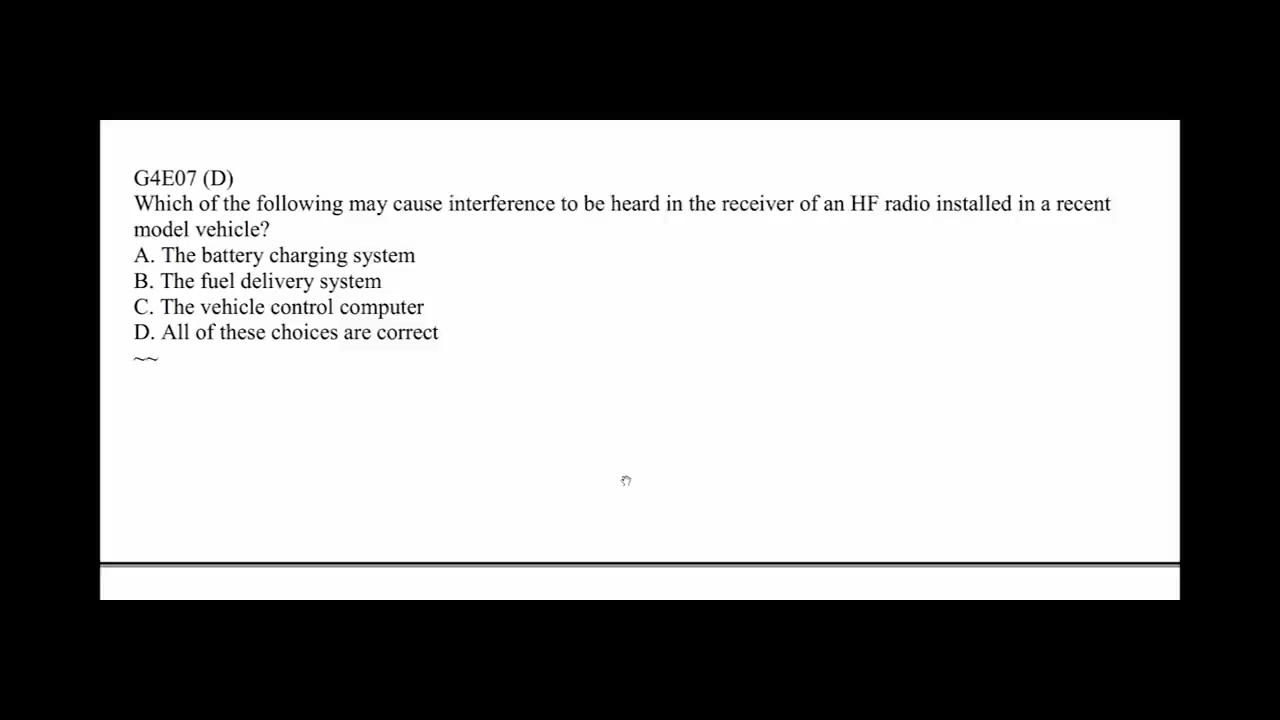 G4E07 (D)
Which of the following may cause interference to be heard in the receiver of an HF radio installed in a recent
model vehicle?
A. The battery charging system
B. The fuel delivery system
C. The vehicle control computer
D. All of these choices are correct
~~